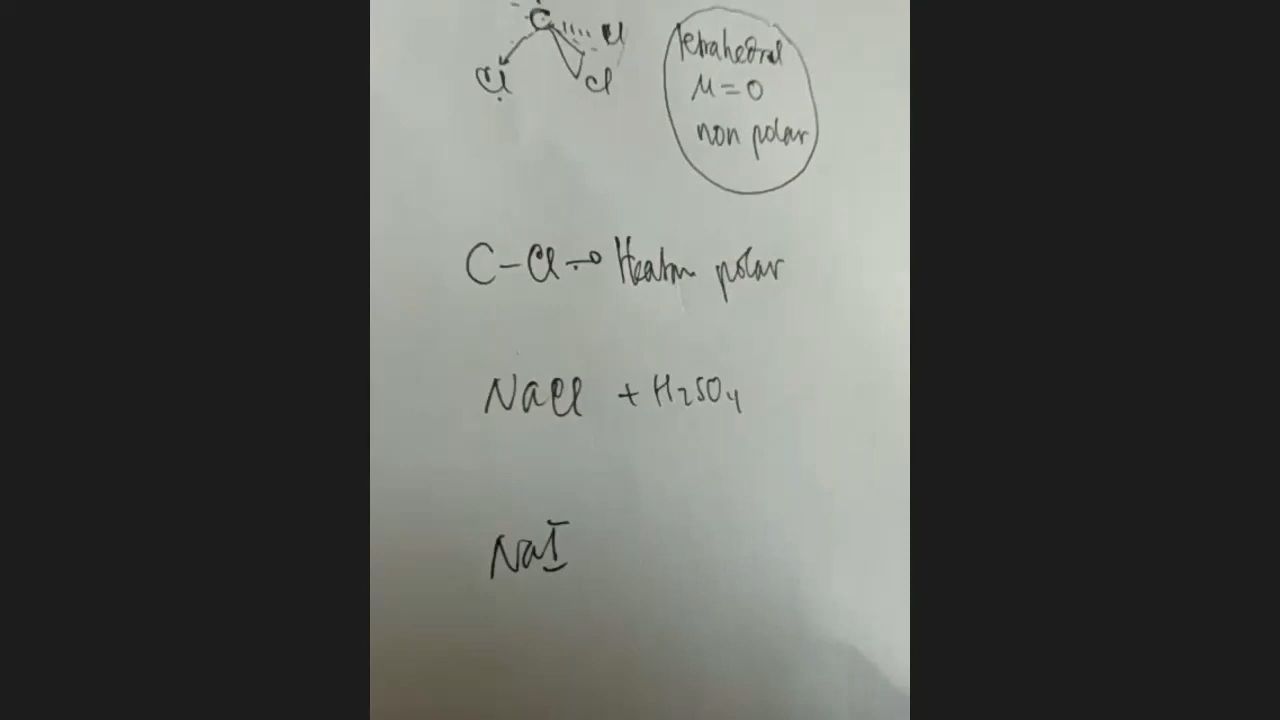 C
Cl
Cl
Cl
Tetrahedral
μ=0
non polar
C-Cl→ polar
NaCl + H2SO4
NaI